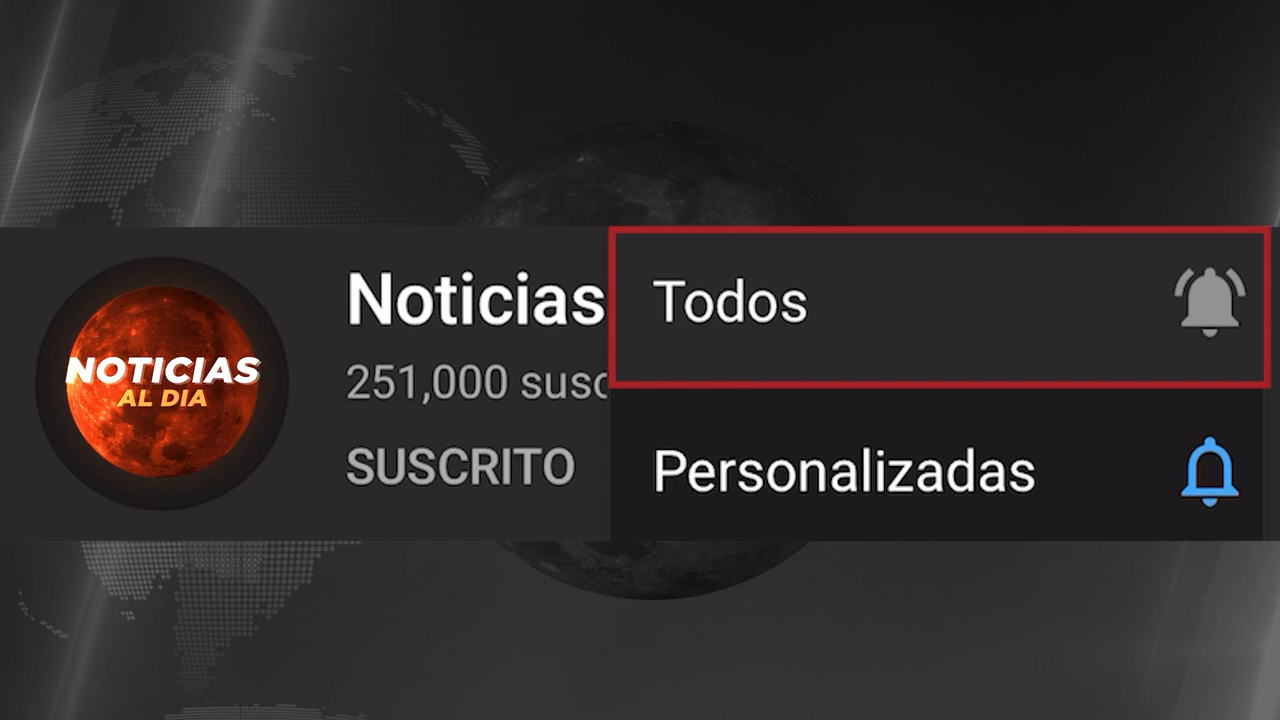 NOTICIAS
AL DIA
Noticias
251,000 susc
SUSCRITO
Todos
Personalizadas